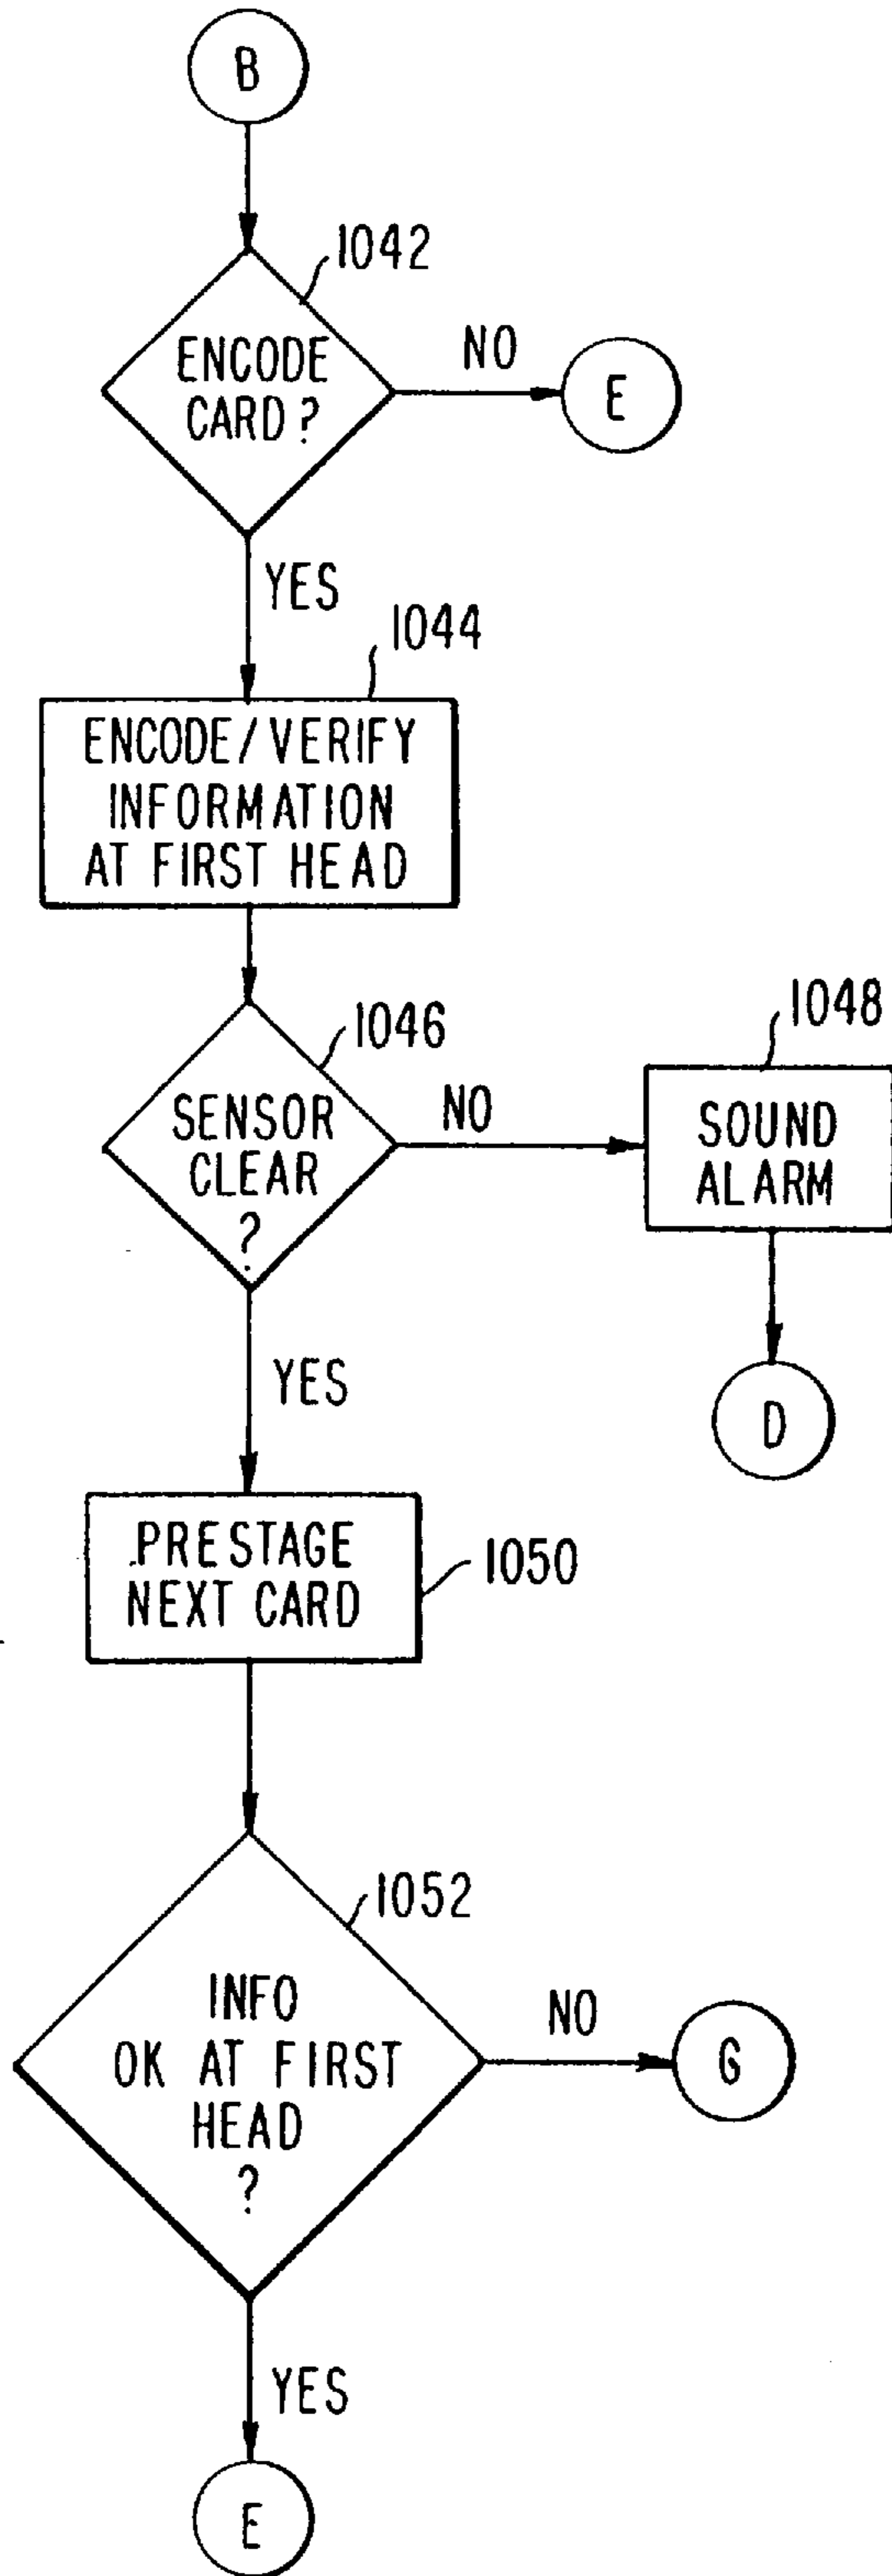 B
1042
ENCODE
CARD?
NO
E
YES
1044
ENCODE/VERIFY
INFORMATION
AT FIRST HEAD
1046
SENSOR
CLEAR
?
NO
1048
SOUND
ALARM
D
YES
PRESTAGE
NEXT CARD
1050
1052
INFO
OK AT FIRST
HEAD
?
NO
G
YES
E